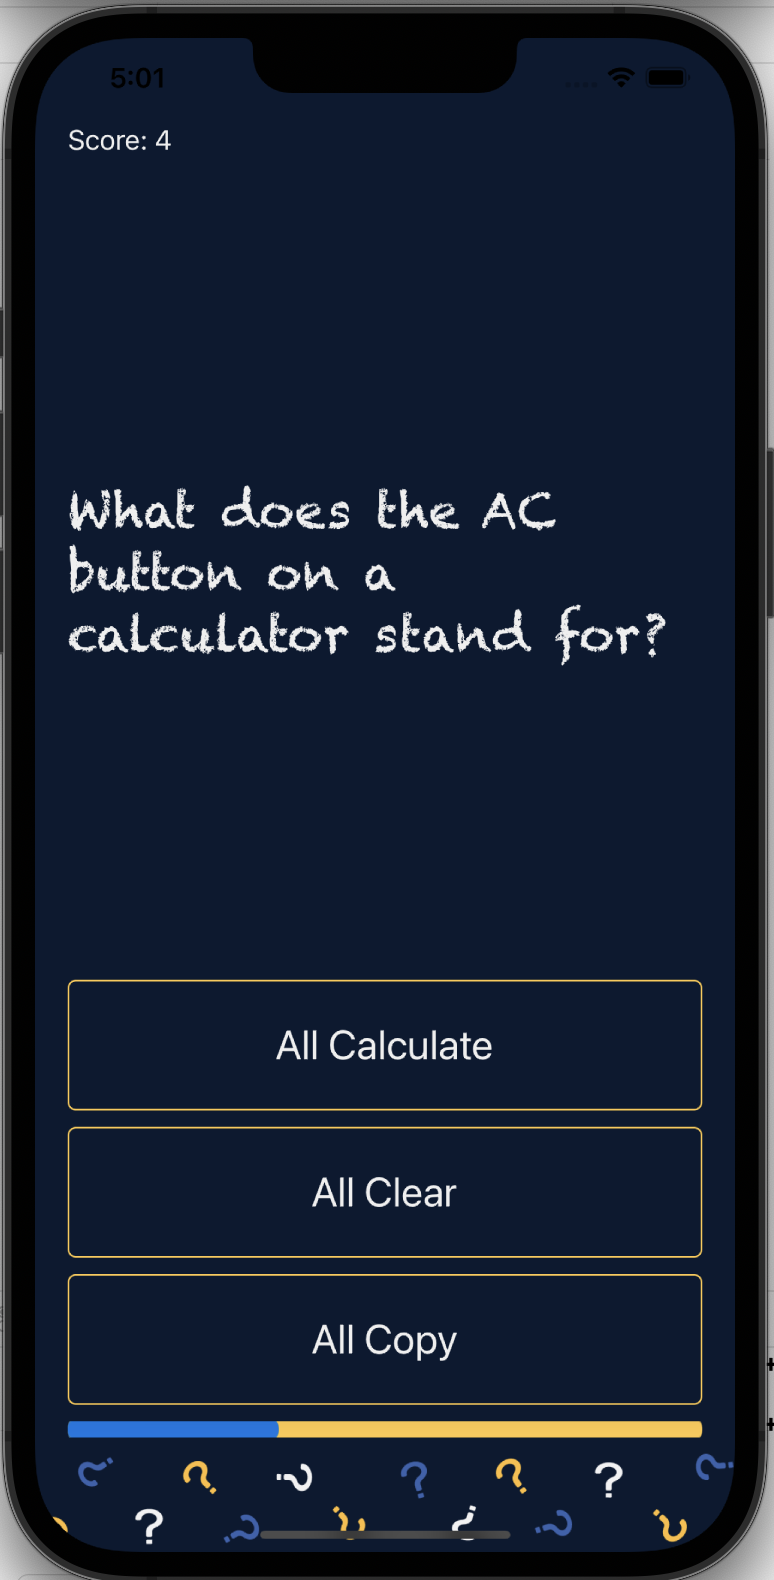 5:01
Score: 4
What does the AC
button on a
calculator stand for?
All Calculate
All Clear
All Copy
? ? ? ? ? ? ?
? ? ? ? ? ? ?